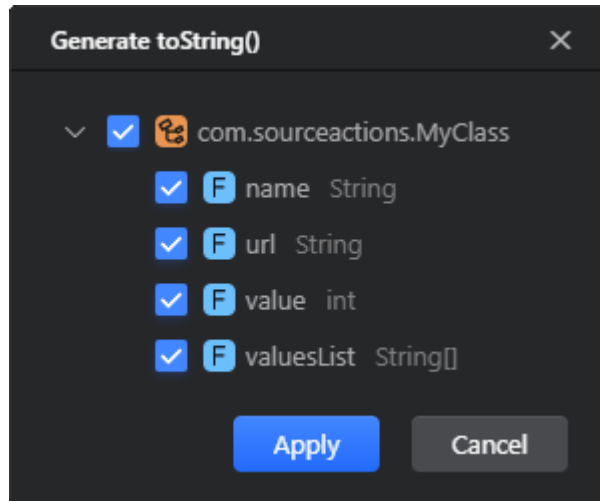 Generate toString()
com.sourceactions.MyClass
F name String
F url String
F value int
F valuesList String[]
Apply Cancel